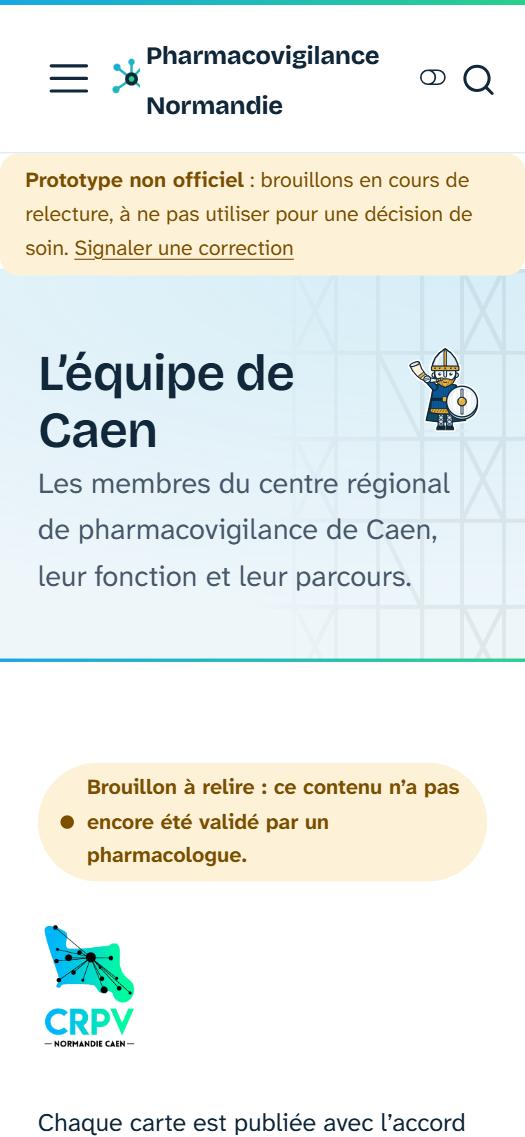 Pharmacovigilance
Normandie
Prototype non officiel : brouillons en cours de
relecture, à ne pas utiliser pour une décision de
soin. Signaler une correction
L’équipe de
Caen
Les membres du centre régional
de pharmacovigilance de Caen,
leur fonction et leur parcours.
Brouillon à relire : ce contenu n’a pas
encore été validé par un
pharmacologue.
CRPV
NORMANDIE CAEN
Chaque carte est publiée avec l’accord